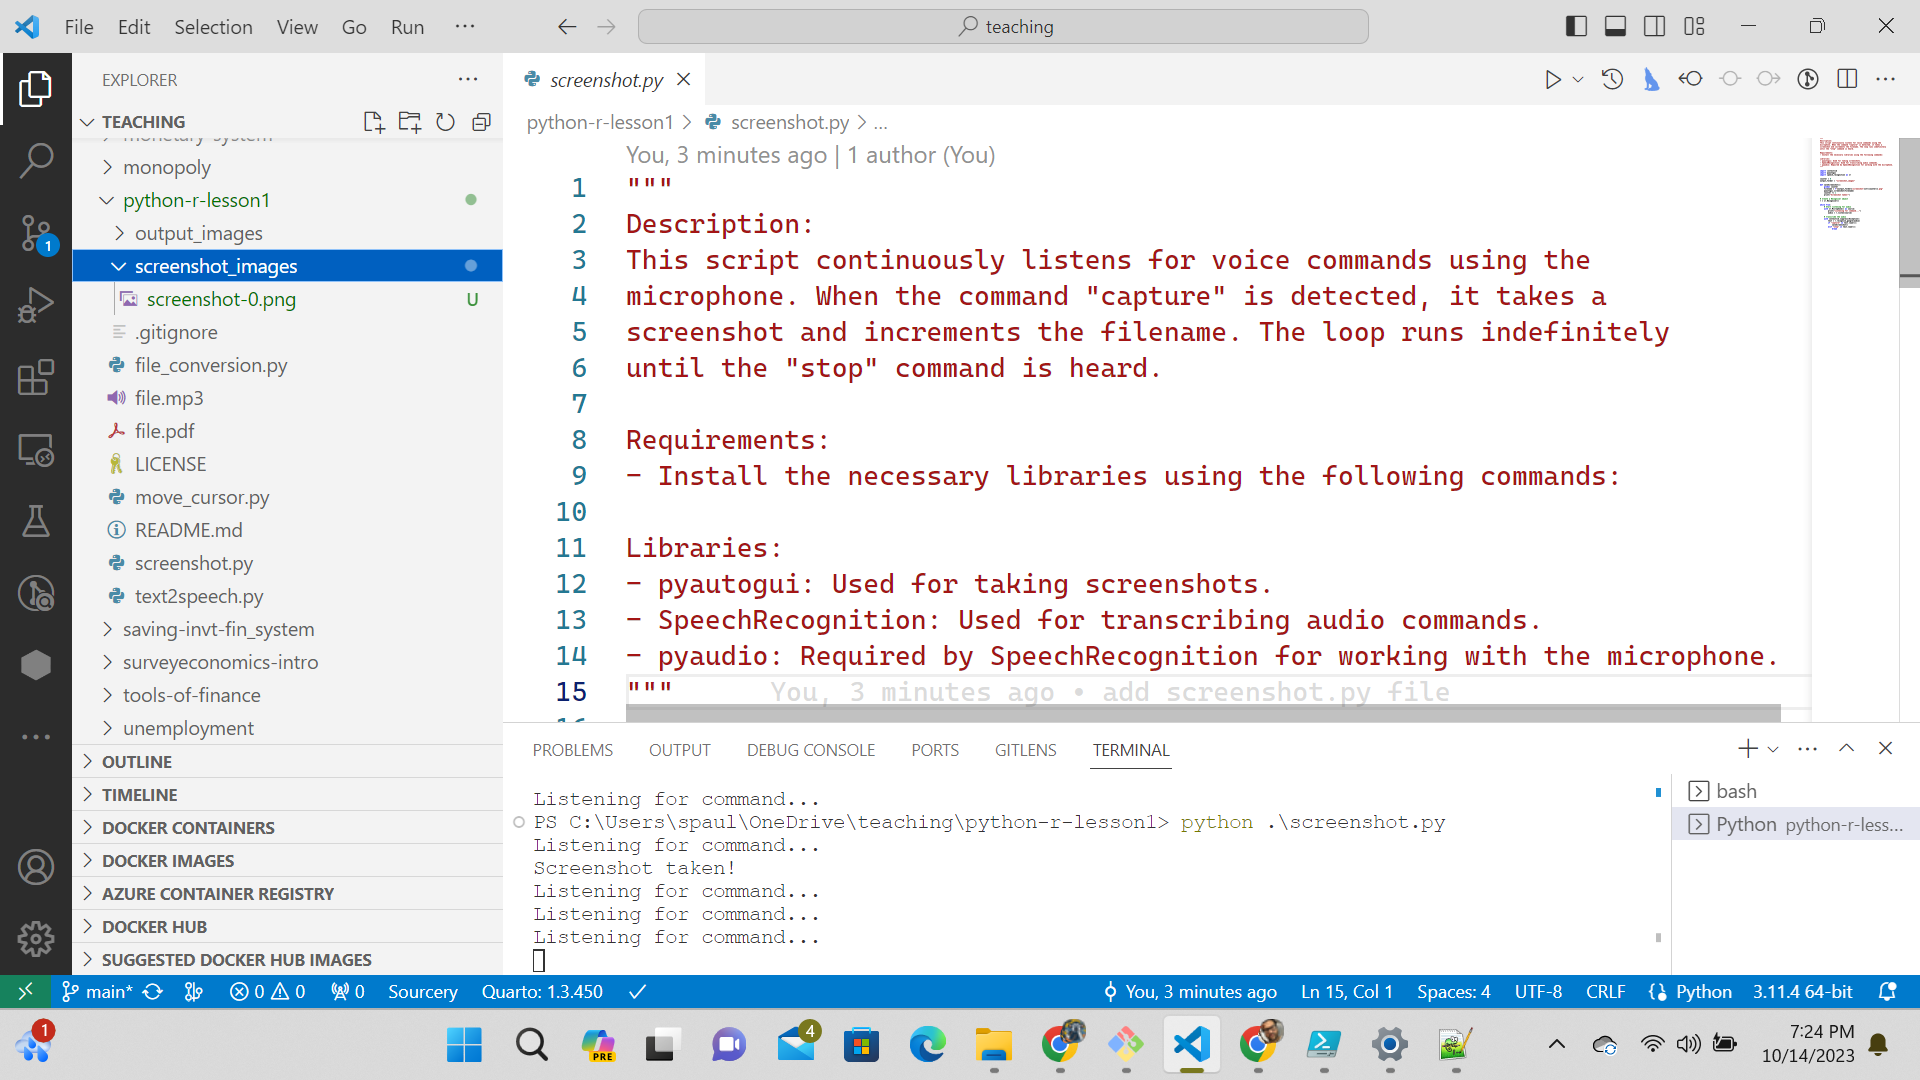 File Edit Selection View Go Run ...
teaching
EXPLORER
TEACHING
monetary-system
monopoly
python-r-lesson1
output_images
screenshot_images
screenshot-0.png U
.gitignore
file_conversion.py
file.mp3
file.pdf
LICENSE
move_cursor.py
README.md
screenshot.py
text2speech.py
saving-invt-fin_system
surveyeconomics-intro
tools-of-finance
unemployment
OUTLINE
TIMELINE
DOCKER CONTAINERS
DOCKER IMAGES
AZURE CONTAINER REGISTRY
DOCKER HUB
SUGGESTED DOCKER HUB IMAGES
1
screenshot.py
python-r-lesson1 > screenshot.py > ...
You, 3 minutes ago | 1 author (You)
1 """
2 Description:
3 This script continuously listens for voice commands using the
4 microphone. When the command "capture" is detected, it takes a
5 screenshot and increments the filename. The loop runs indefinitely
6 until the "stop" command is heard.
7
8 Requirements:
9 - Install the necessary libraries using the following commands:
10
11 Libraries:
12 - pyautogui: Used for taking screenshots.
13 - SpeechRecognition: Used for transcribing audio commands.
14 - pyaudio: Required by SpeechRecognition for working with the microphone.
15 """ You, 3 minutes ago • add screenshot.py file
16
PROBLEMS OUTPUT DEBUG CONSOLE PORTS GITLENS TERMINAL
Listening for command...
PS C:\Users\spaul\OneDrive\teaching\python-r-lesson1> python .\screenshot.py
Listening for command...
Screenshot taken!
Listening for command...
Listening for command...
Listening for command...
bash
Python python-r-less...
main* 0 0 0 Sourcery Quarto: 1.3.450 You, 3 minutes ago Ln 15, Col 1 Spaces: 4 UTF-8 CRLF Python 3.11.4 64-bit
1
PRE
4
7:24 PM
10/14/2023